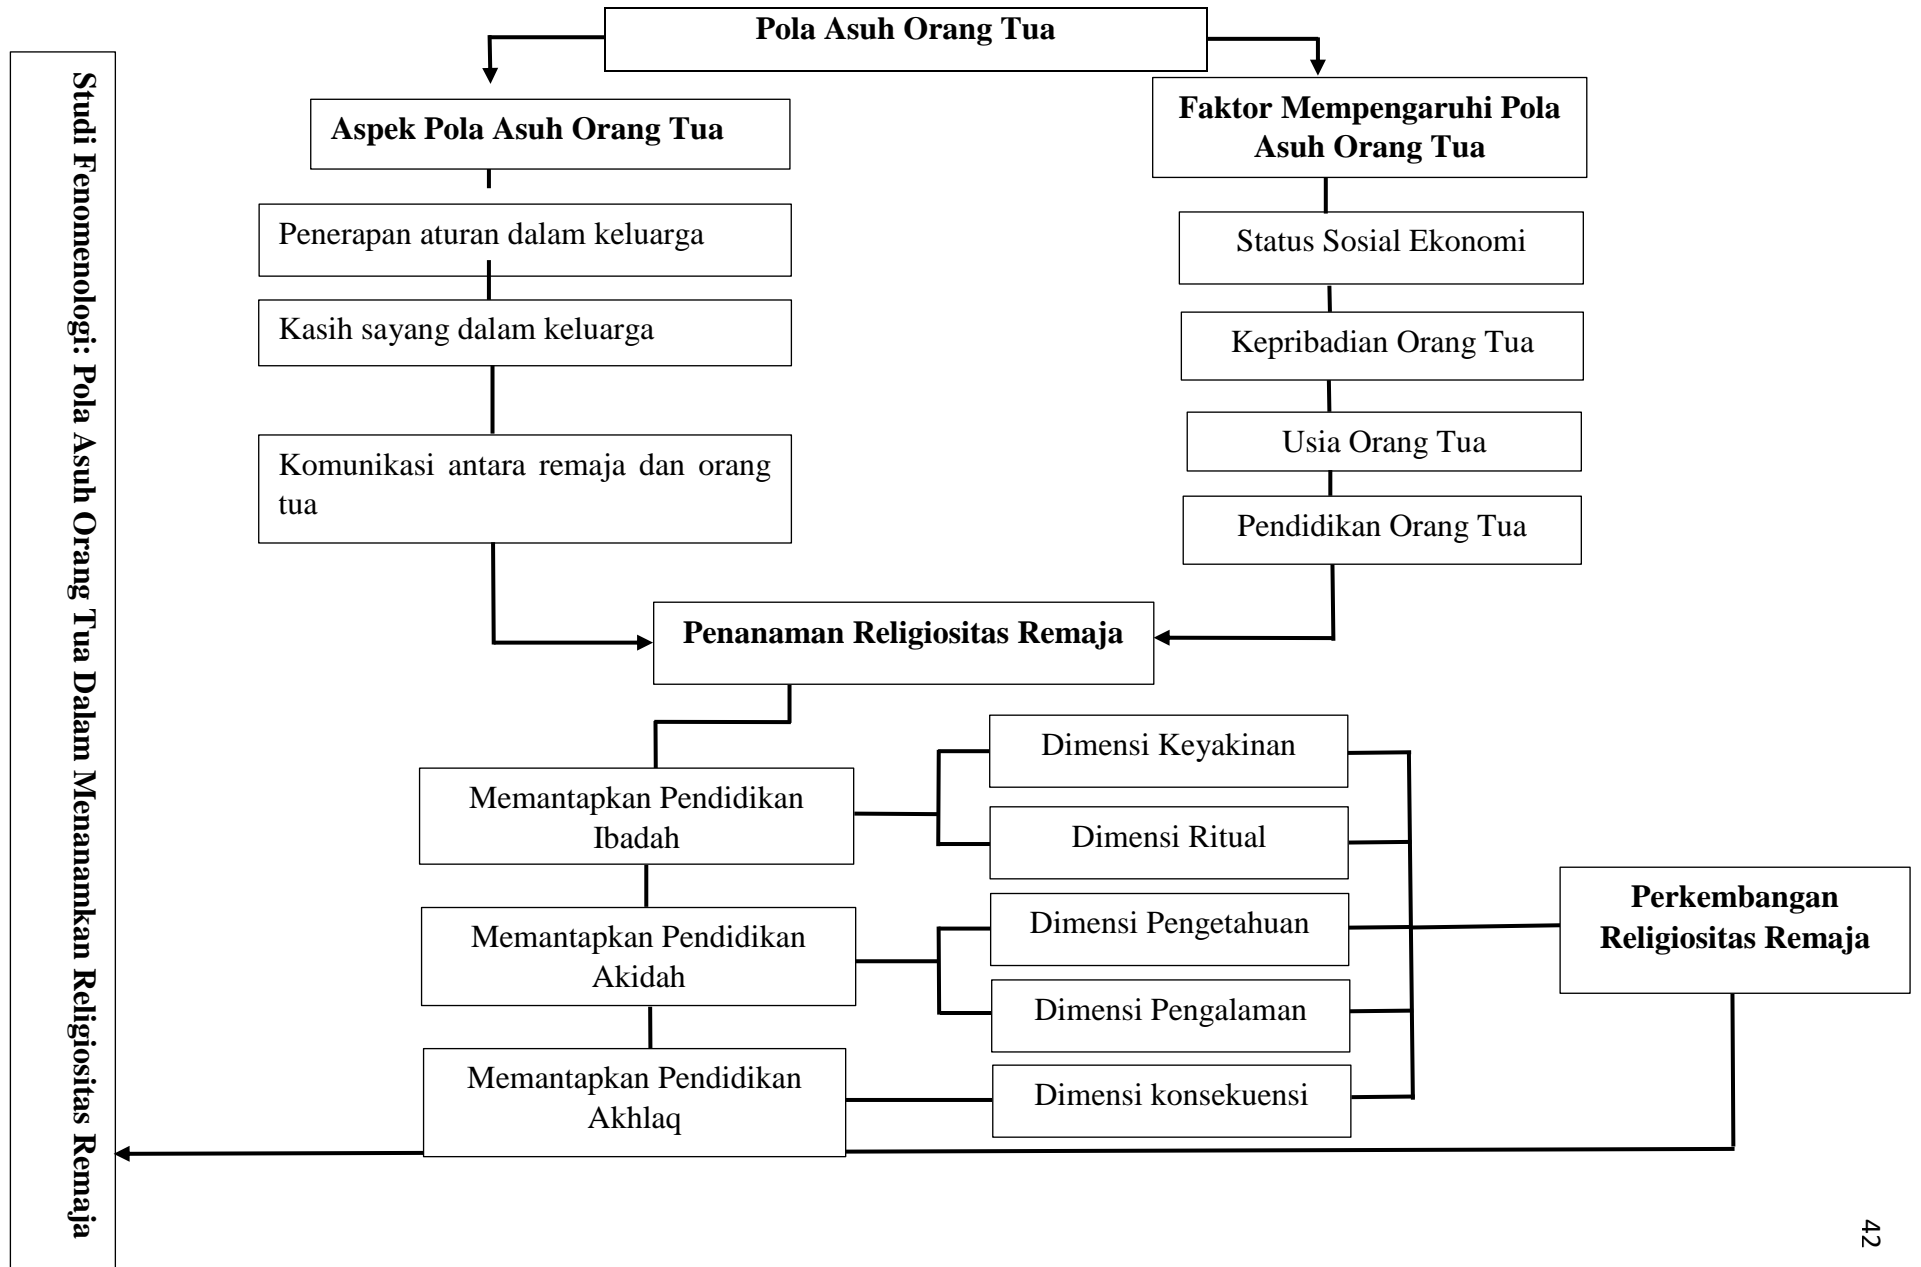 Pola Asuh Orang Tua
Studi Fenomenologi: Pola Asuh Orang Tua Dalam Menanamkan Religiositas Remaja
Aspek Pola Asuh Orang Tua
Faktor Mempengaruhi Pola
Asuh Orang Tua
Penerapan aturan dalam keluarga
Status Sosial Ekonomi
Kasih sayang dalam keluarga
Kepribadian Orang Tua
Komunikasi antara remaja dan orang
tua
Usia Orang Tua
Pendidikan Orang Tua
Penanaman Religiositas Remaja
Memantapkan Pendidikan
Ibadah
Dimensi Keyakinan
Dimensi Ritual
Memantapkan Pendidikan
Akidah
Dimensi Pengetahuan
Dimensi Pengalaman
Memantapkan Pendidikan
Akhlaq
Dimensi konsekuensi
Perkembangan
Religiositas Remaja
42